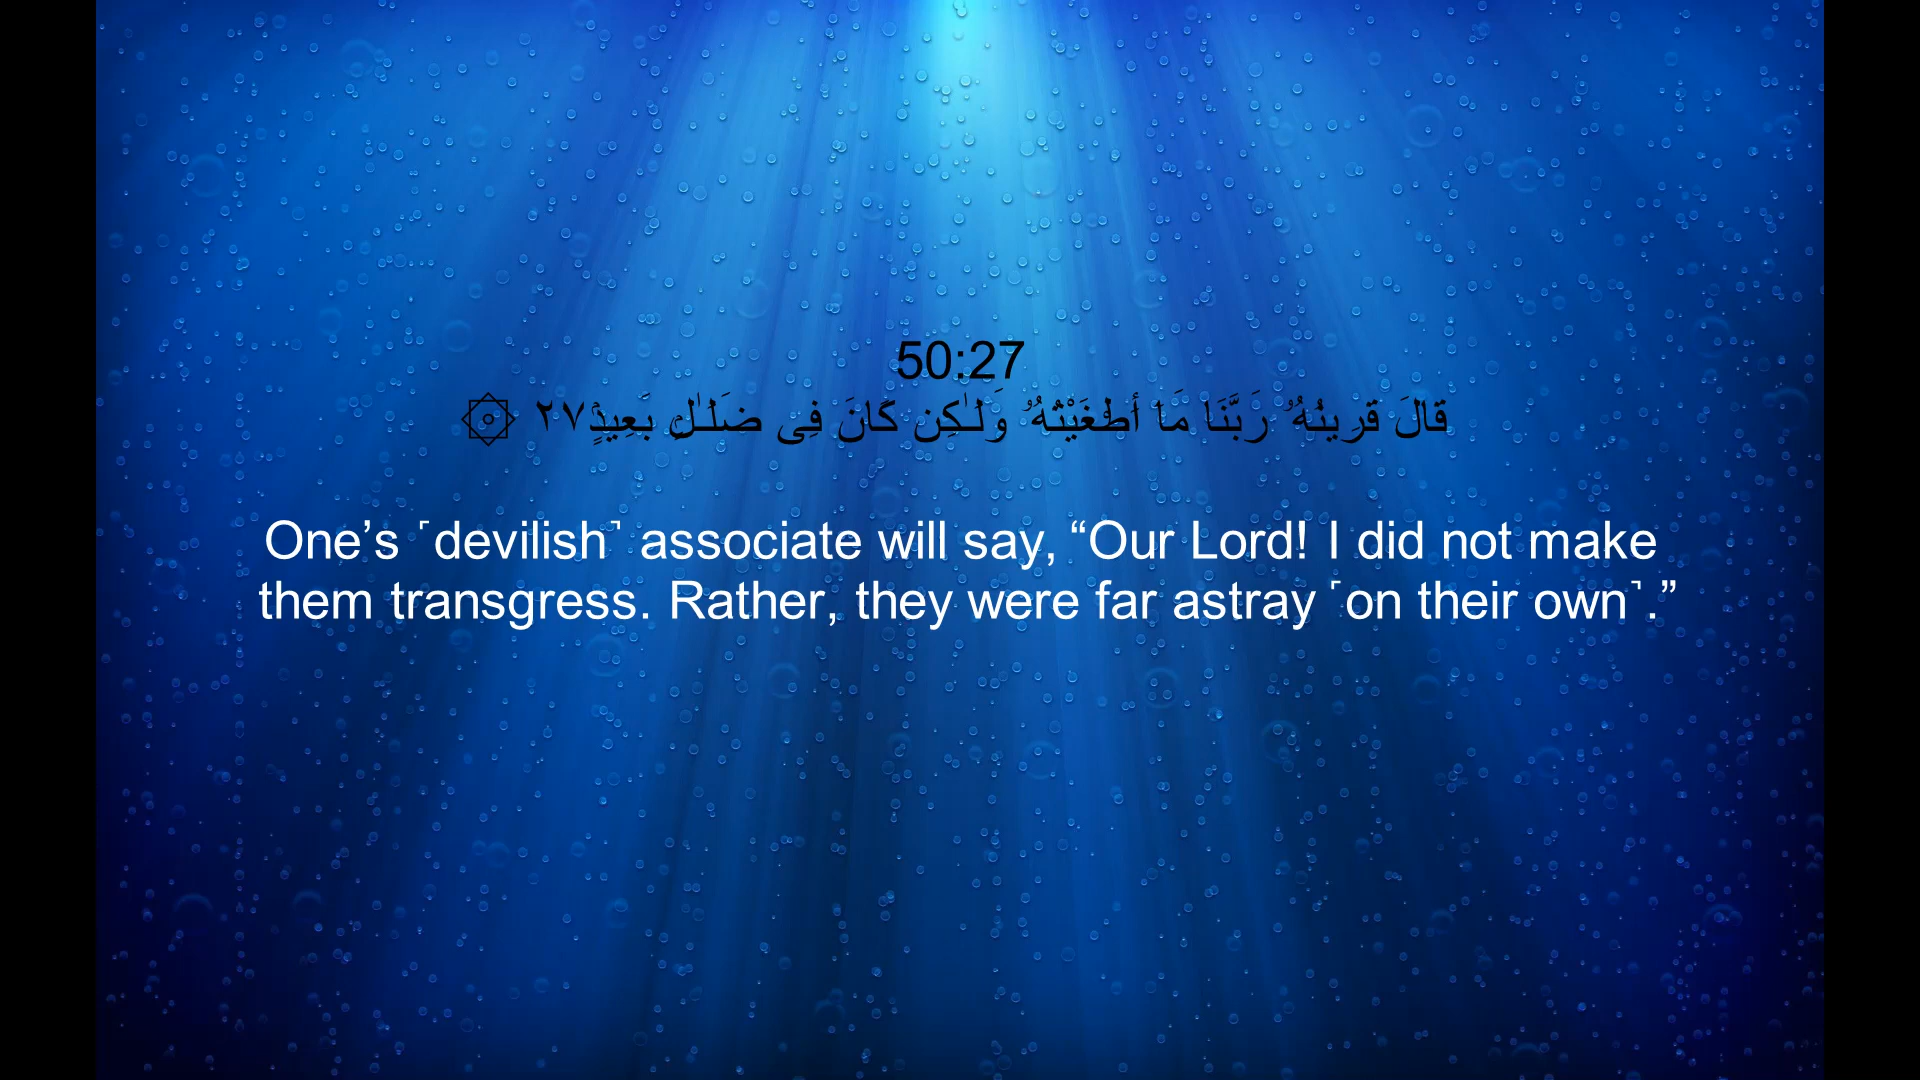 50:27
۞ قَالَ قَرِينُهُۥ رَبَّنَا مَآ أَطْغَيْتُهُۥ وَلَـٰكِن كَانَ فِى ضَلَـٰلٍۭ بَعِيدٍۢ ٢٧
One’s ˹devilish˺ associate will say, “Our Lord! I did not make
them transgress. Rather, they were far astray ˹on their own˺.”